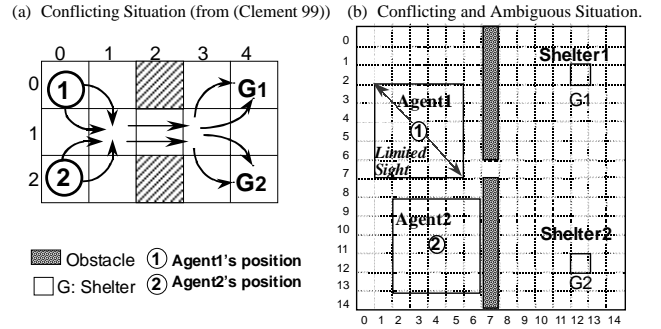 (a) Conflicting Situation (from (Clement 99))
(b) Conflicting and Ambiguous Situation.
0 1 2 3 4
0
1
2
1
2
G1
G2
Obstacle
1 Agent1's position
G: Shelter
2 Agent2's position
0
1
2
3
4
5
6
7
8
9
10
11
12
13
14
Shelter1
G1
Agent1
1
Limited
Sight
Agent2
2
Shelter2
G2
0 1 2 3 4 5 6 7 8 9 10 11 12 13 14